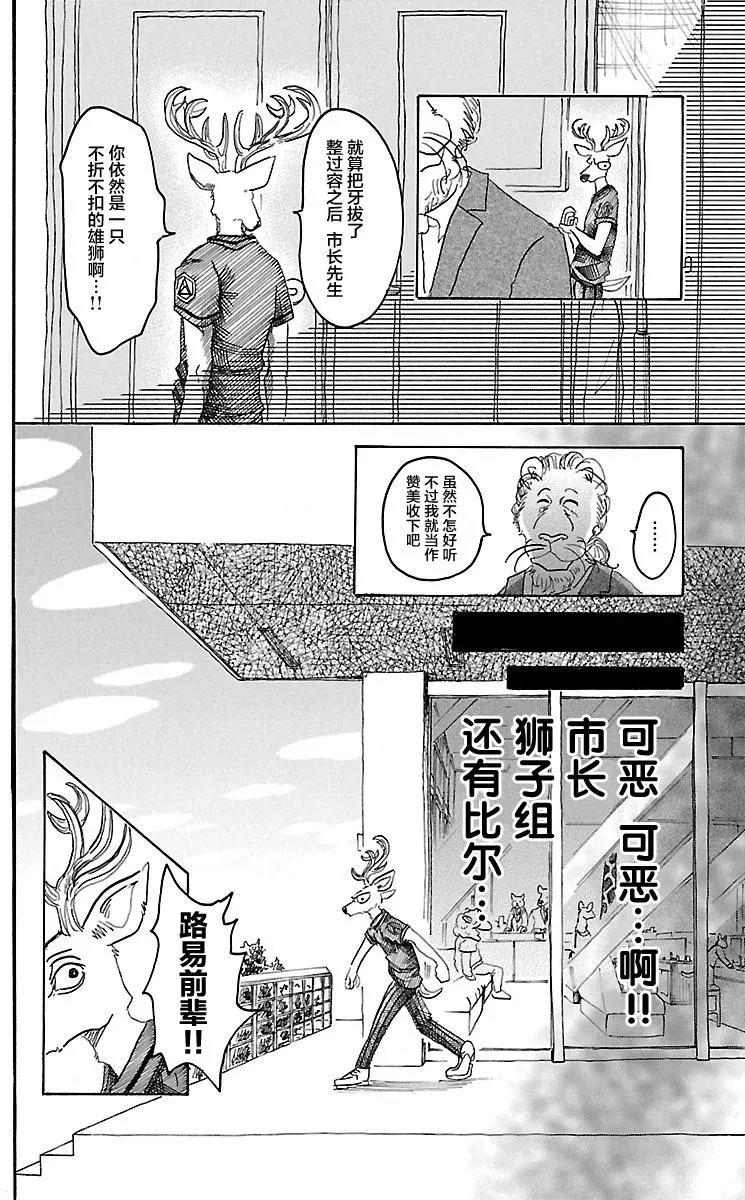 就算把牙拔了
整过容之后 市长先生
你依然是一只
不折不扣的雄狮啊…!!
……
虽然不怎好听
不过我就当作
赞美收下吧
可恶 可恶…啊!!
市长
狮子组
还有比尔…
路易前辈!!